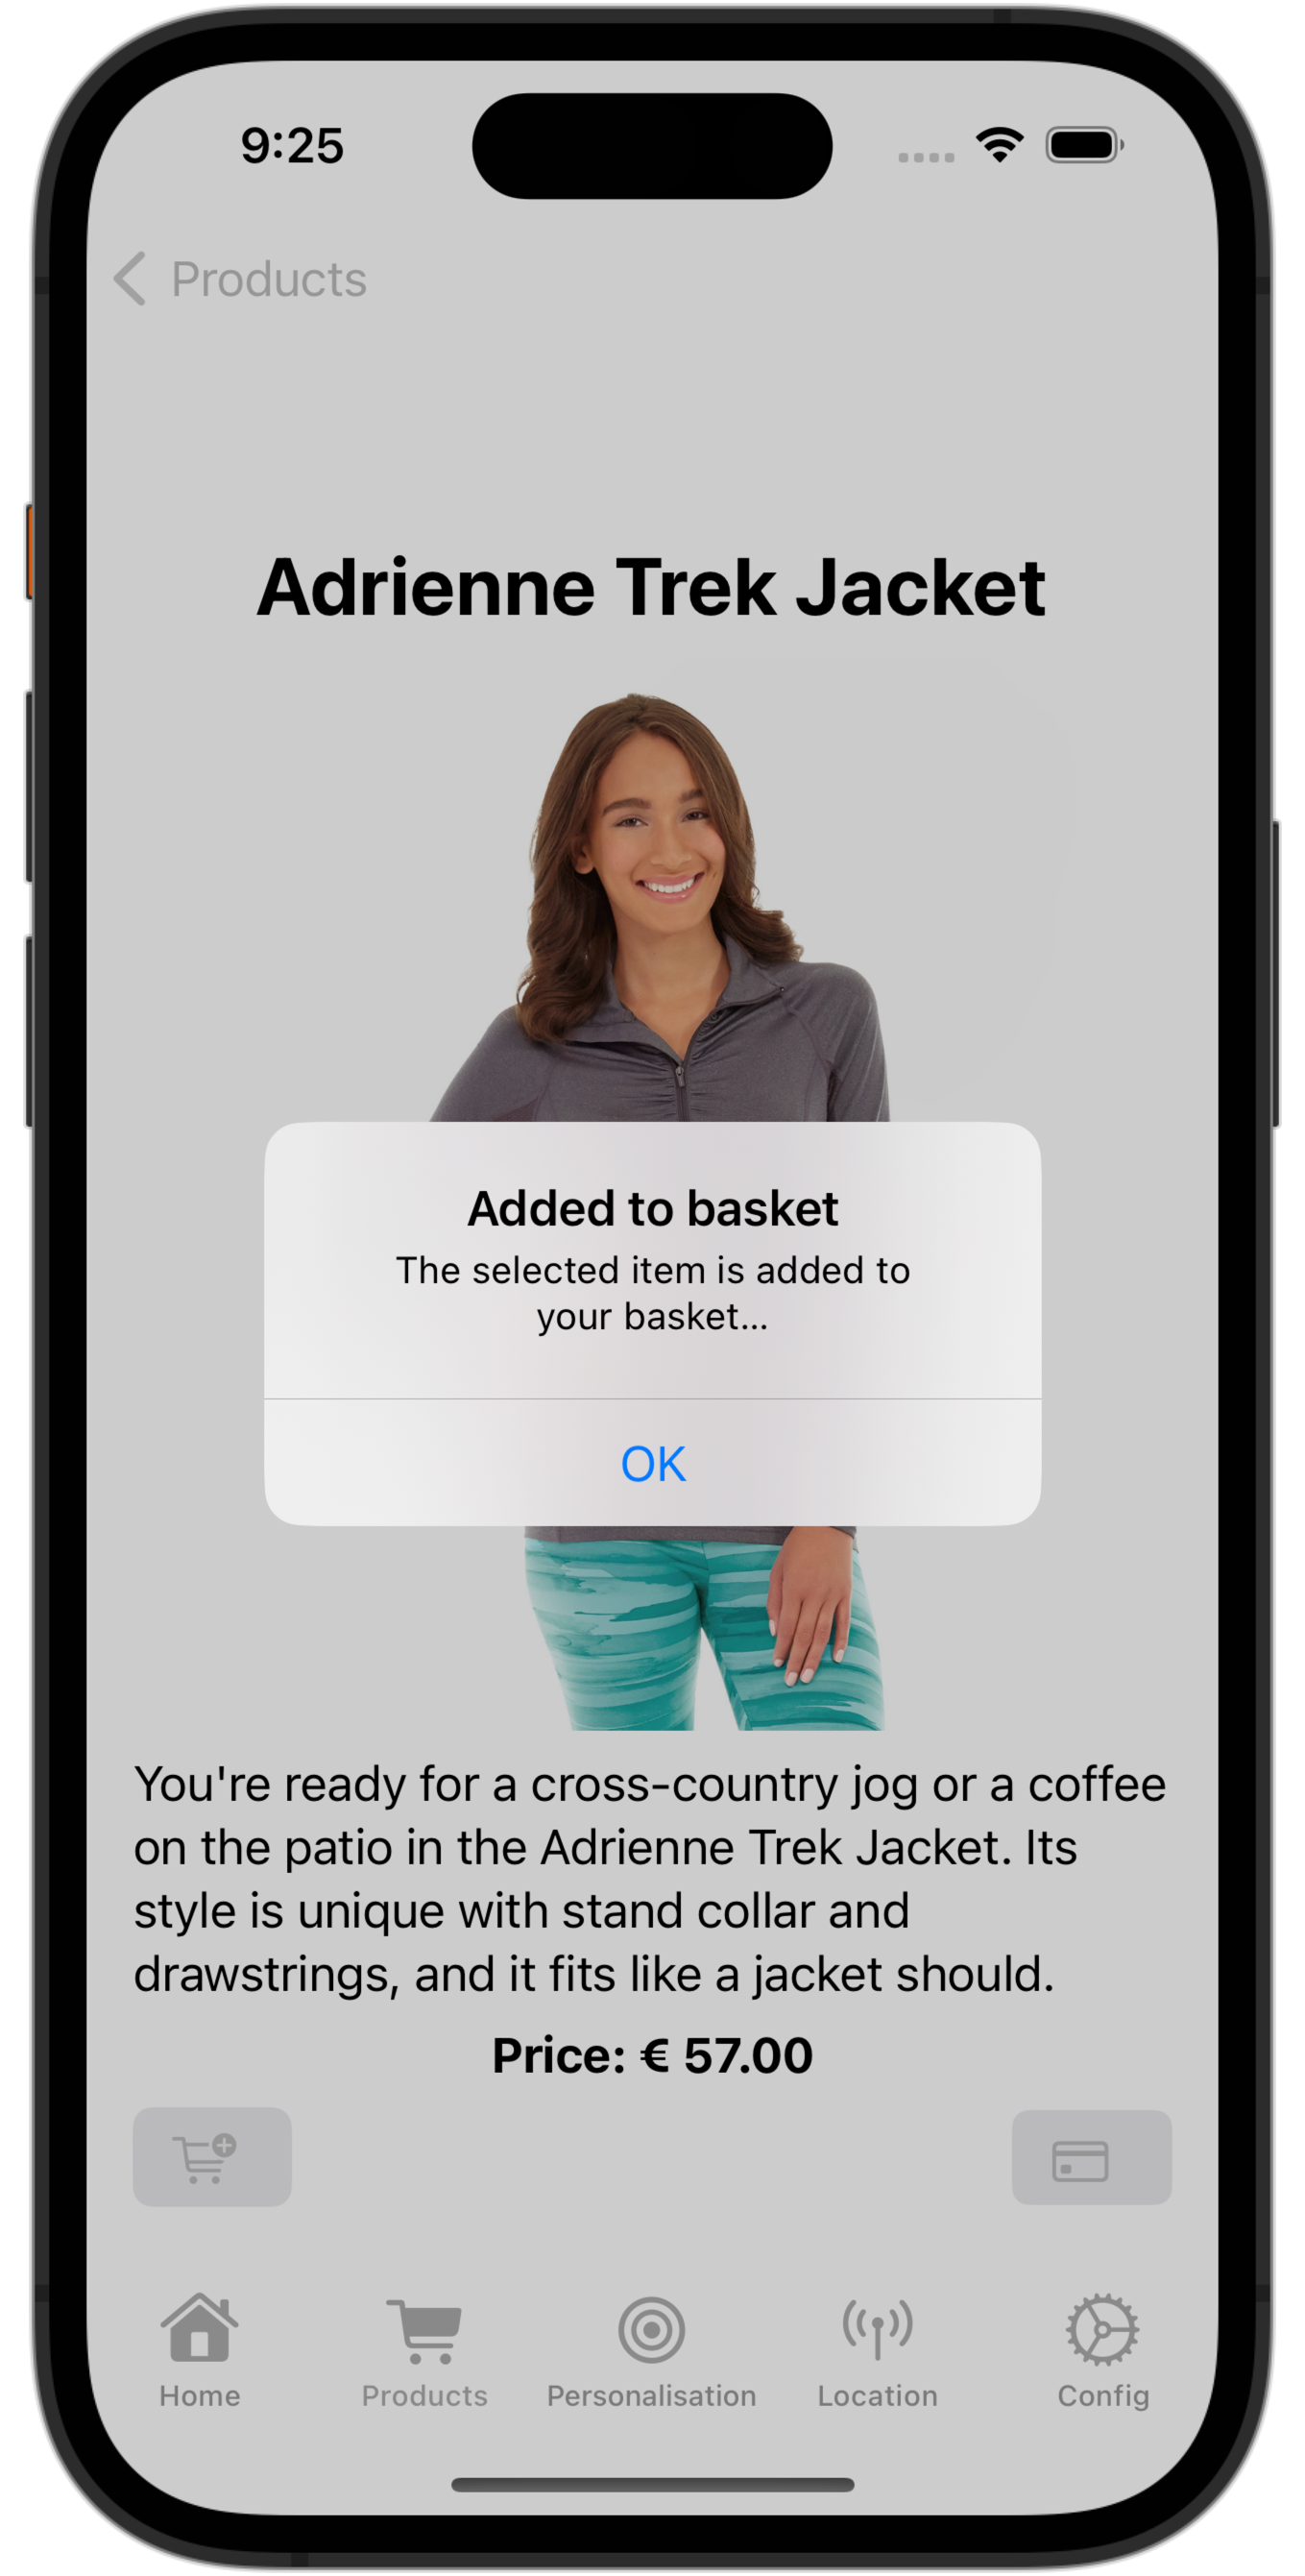 9:25
Products
Adrienne Trek Jacket
Added to basket
The selected item is added to
your basket...
OK
You're ready for a cross-country jog or a coffee
on the patio in the Adrienne Trek Jacket. Its
style is unique with stand collar and
drawstrings, and it fits like a jacket should.
Price: € 57.00
Home
Products
Personalisation
Location
Config